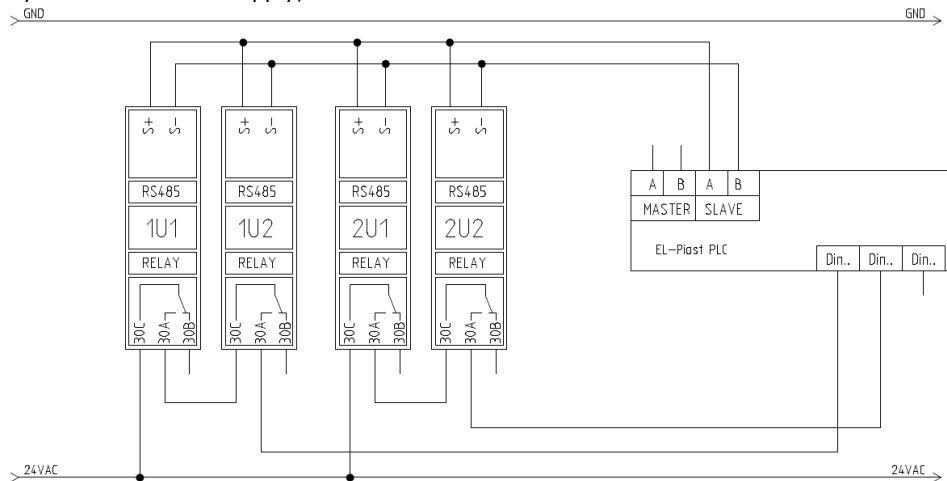 GND GND
S+ S- S+ S- S+ S- S+ S-
A B A B
RS485 RS485 RS485 RS485
MASTER SLAVE
1U1 1U2 2U1 2U2
EL-Piast PLC
RELAY RELAY RELAY RELAY
Din.. Din.. Din..
30C 30A 30B 30C 30A 30B 30C 30A 30B 30C 30A 30B
24VAC 24VAC